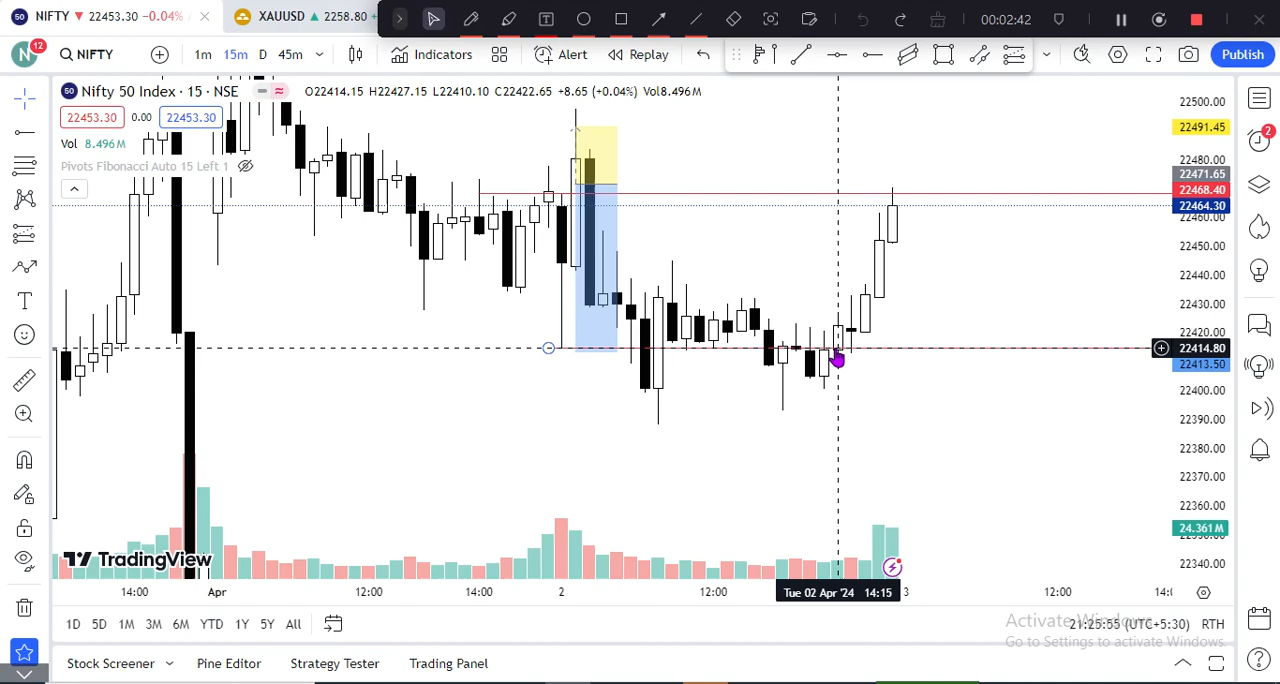 NIFTY ▼ 22453.30 −0.04%
XAUUSD ▲ 2258.80
00:02:42
N 12
NIFTY
1m 15m D 45m
Indicators
Alert
Replay
Publish
50 Nifty 50 Index · 15 · NSE O22414.15 H22427.15 L22410.10 C22422.65 +8.65 (+0.04%) Vol8.496M
22453.30 0.00 22453.30
Vol 8.496M
Pivots Fibonacci Auto 15 Left 1
22500.00
22491.45
22480.00
22471.65
22468.40
22464.30
22460.00
22450.00
22440.00
22430.00
22420.00
22414.80
22413.50
22400.00
22390.00
22380.00
22370.00
22360.00
24.361M
22340.00
2
TradingView
14:00 Apr 12:00 14:00 2 12:00 Tue 02 Apr '24 14:15 3 12:00
1D 5D 1M 3M 6M YTD 1Y 5Y All
21:25:55 (UTC+5:30) RTH
Activate Windows
Go to Settings to activate Windows.
Stock Screener Pine Editor Strategy Tester Trading Panel